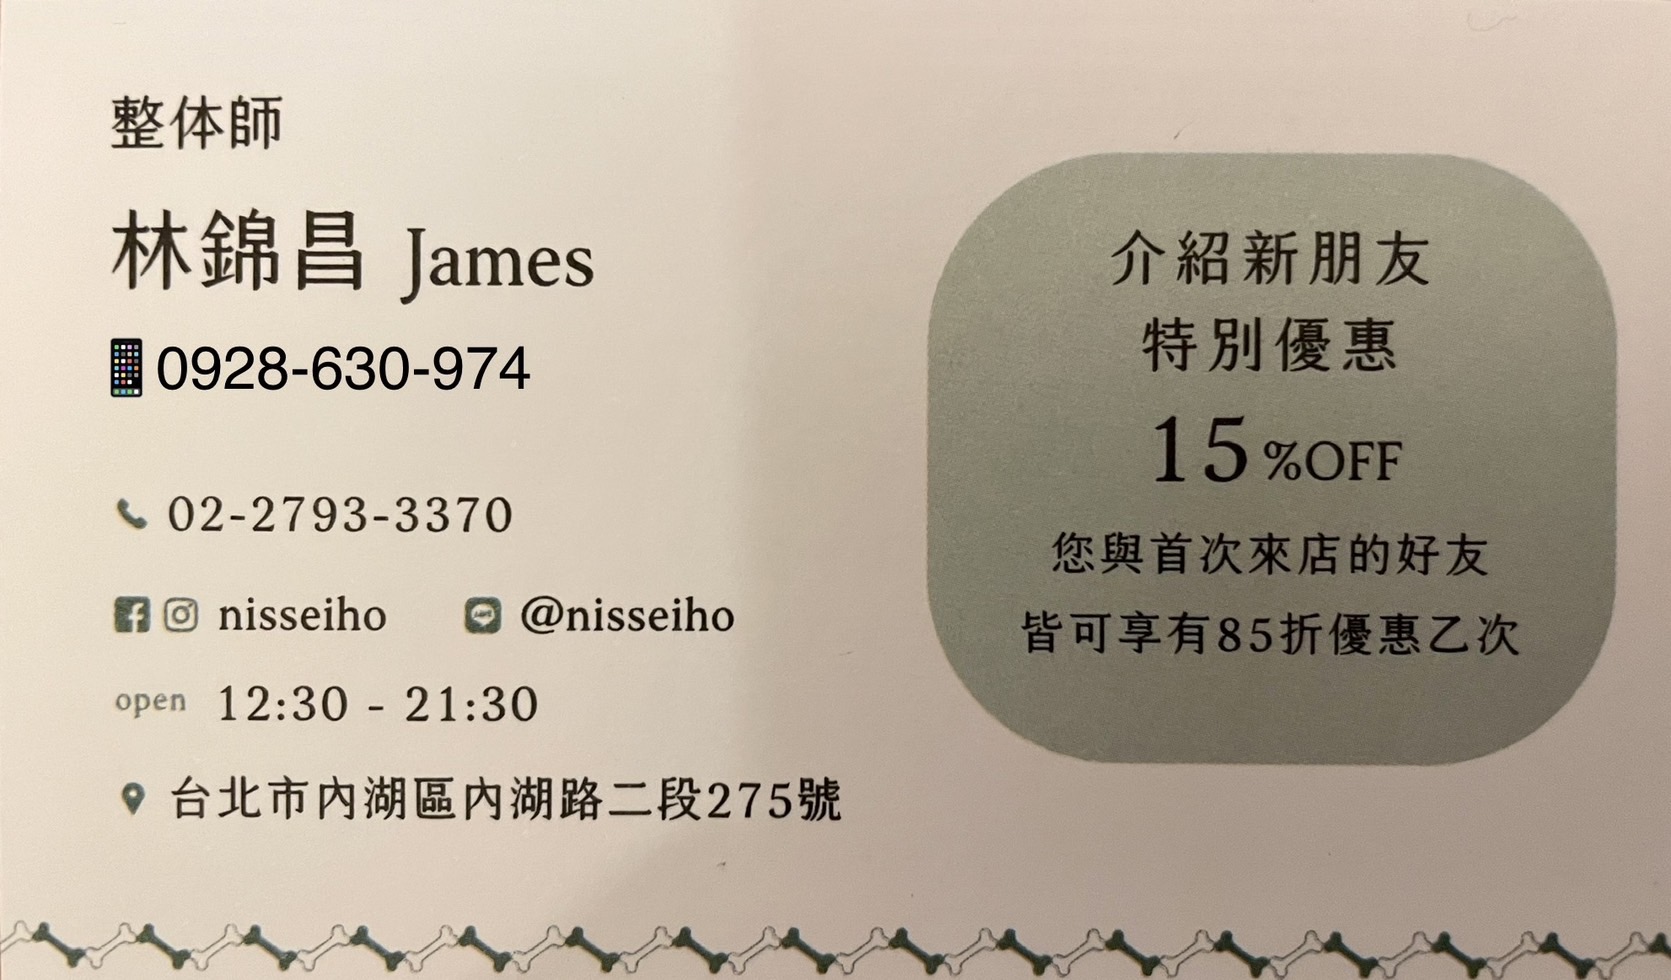 整体師
林錦昌 James
📱0928-630-974
02-2793-3370
nisseiho @nisseiho
open 12:30 - 21:30
台北市內湖區內湖路二段275號
介紹新朋友
特別優惠
15%OFF
您與首次來店的好友
皆可享有85折優惠乙次